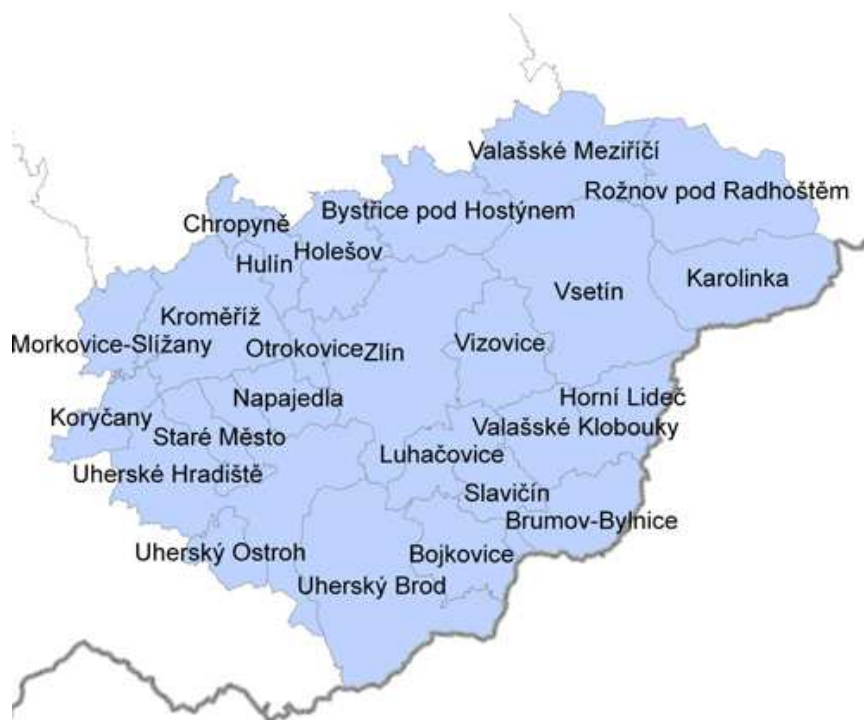 Valašské Meziříčí
Rožnov pod Radhoštěm
Bystřice pod Hostýnem
Chropyně
Holešov
Hulín
Karolinka
Vsetín
Kroměříž
Morkovice-Slížany
Otrokovice
Zlín
Vizovice
Napajedla
Horní Lideč
Koryčany
Valašské Klobouky
Staré Město
Luhačovice
Uherské Hradiště
Slavičín
Brumov-Bylnice
Uherský Ostroh
Bojkovice
Uherský Brod